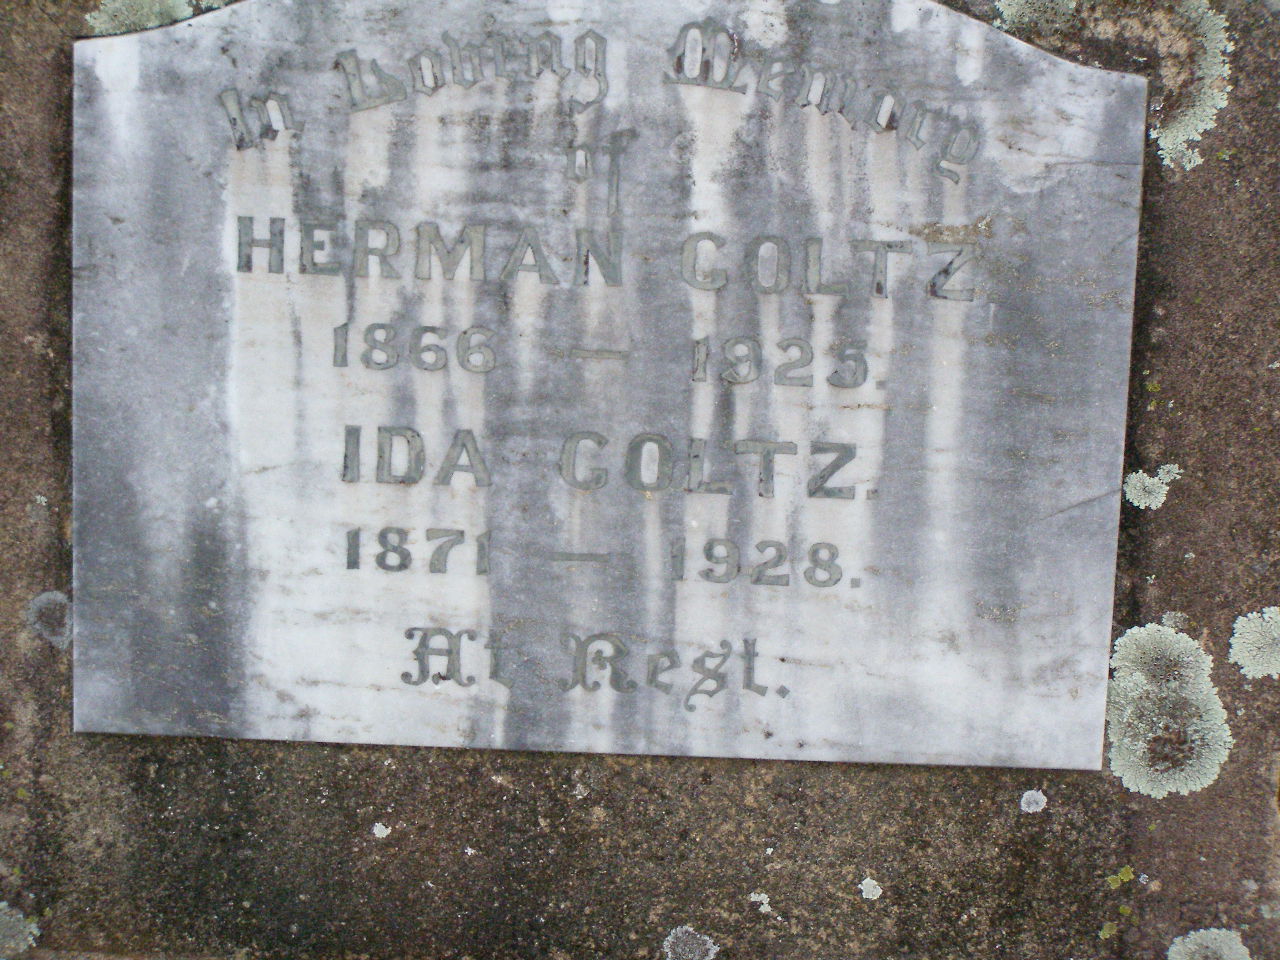 In Loving Memory
of
HERMAN GOLTZ
1866 — 1925.
IDA GOLTZ.
1871 — 1928.
At Rest.